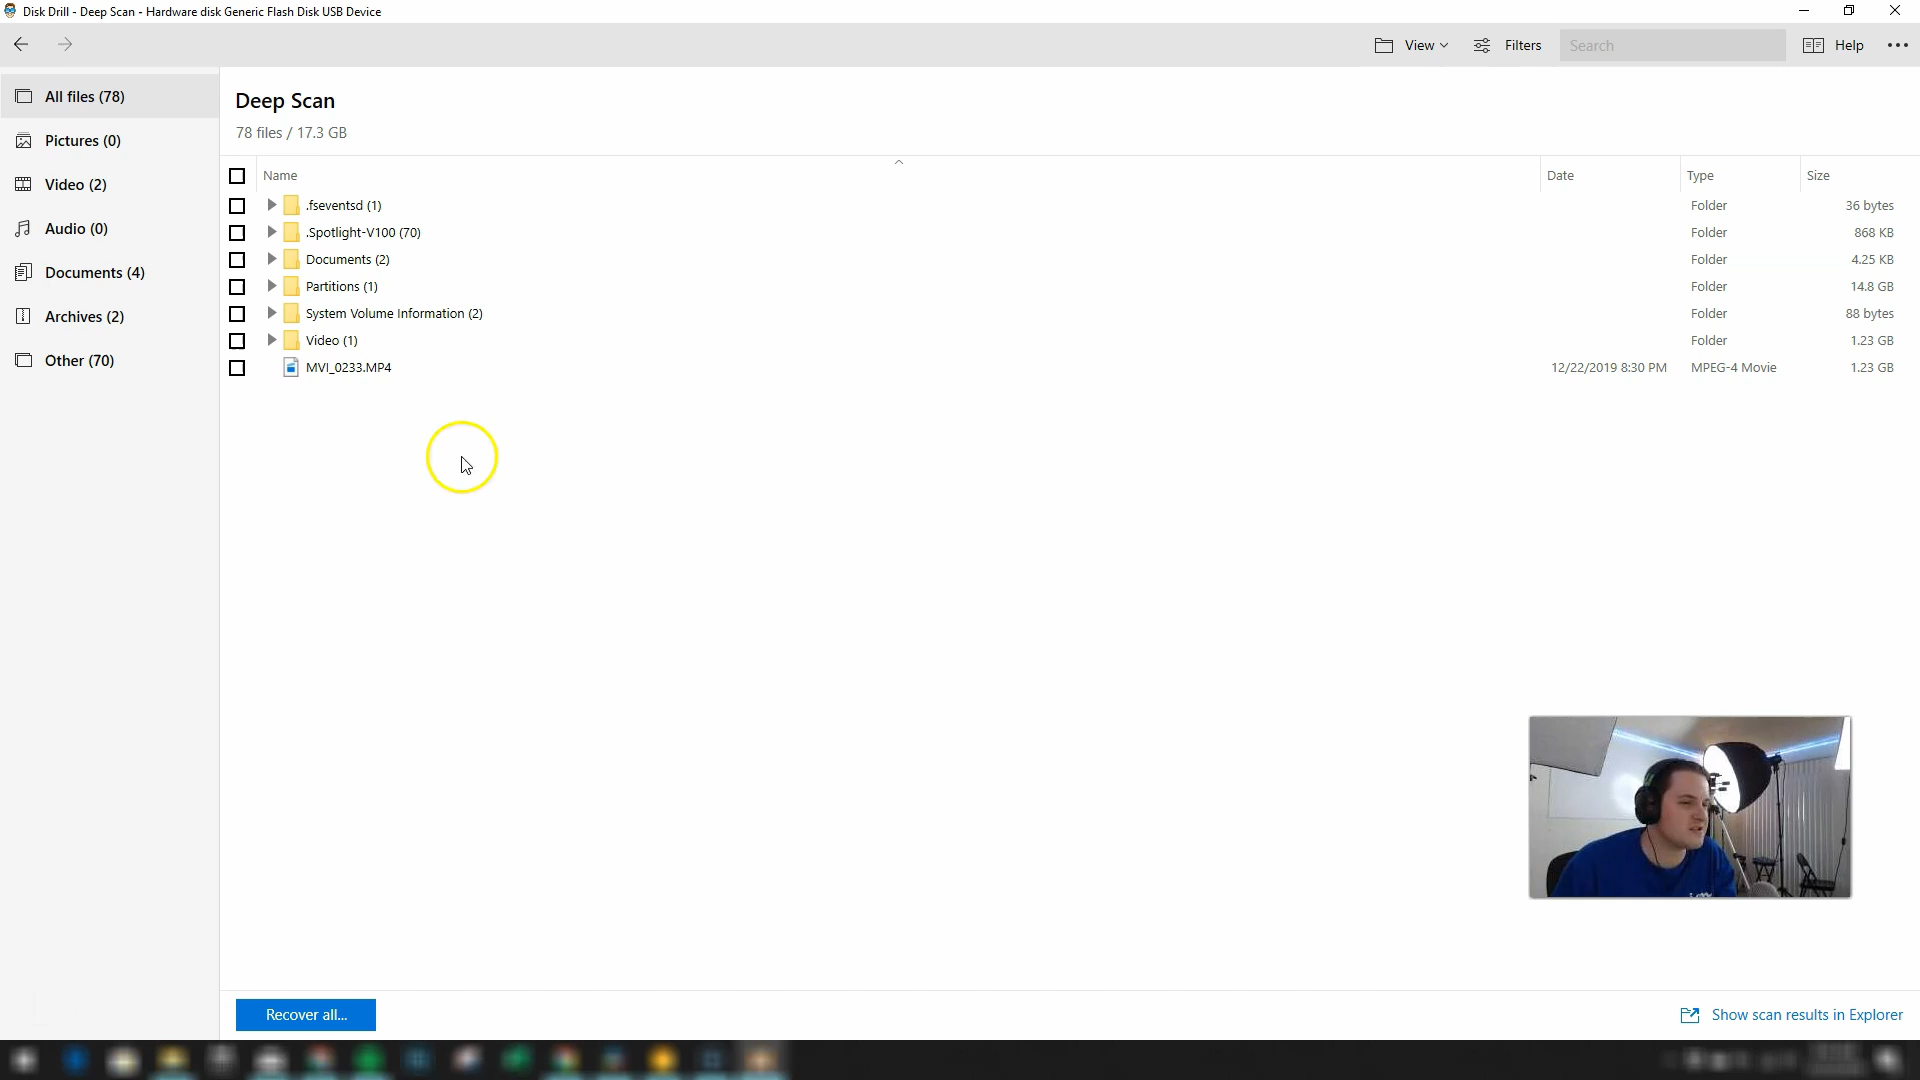 Disk Drill - Deep Scan - Hardware disk Generic Flash Disk USB Device
View
Filters
Search
Help
All files (78)
Pictures (0)
Video (2)
Audio (0)
Documents (4)
Archives (2)
Other (70)
Deep Scan
78 files / 17.3 GB
Name Date Type Size
.fseventsd (1) Folder 36 bytes
.Spotlight-V100 (70) Folder 868 KB
Documents (2) Folder 4.25 KB
Partitions (1) Folder 14.8 GB
System Volume Information (2) Folder 88 bytes
Video (1) Folder 1.23 GB
MVI_0233.MP4 12/22/2019 8:30 PM MPEG-4 Movie 1.23 GB
Recover all...
Show scan results in Explorer